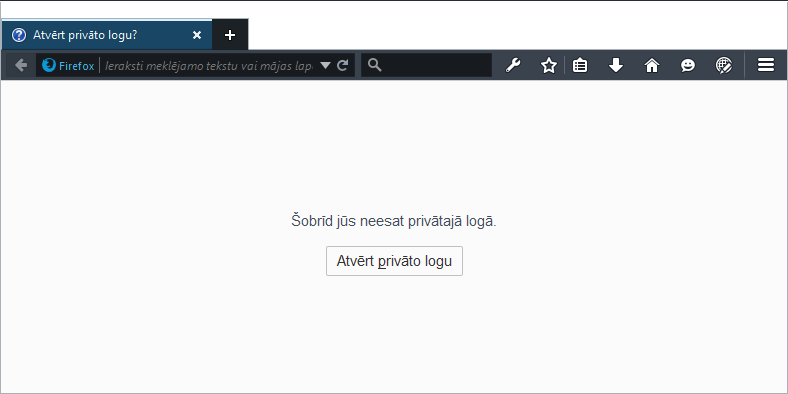 Atvērt privāto logu?
Firefox
Ieraksti meklējamo tekstu vai mājas lap
Šobrīd jūs neesat privātajā logā.
Atvērt privāto logu